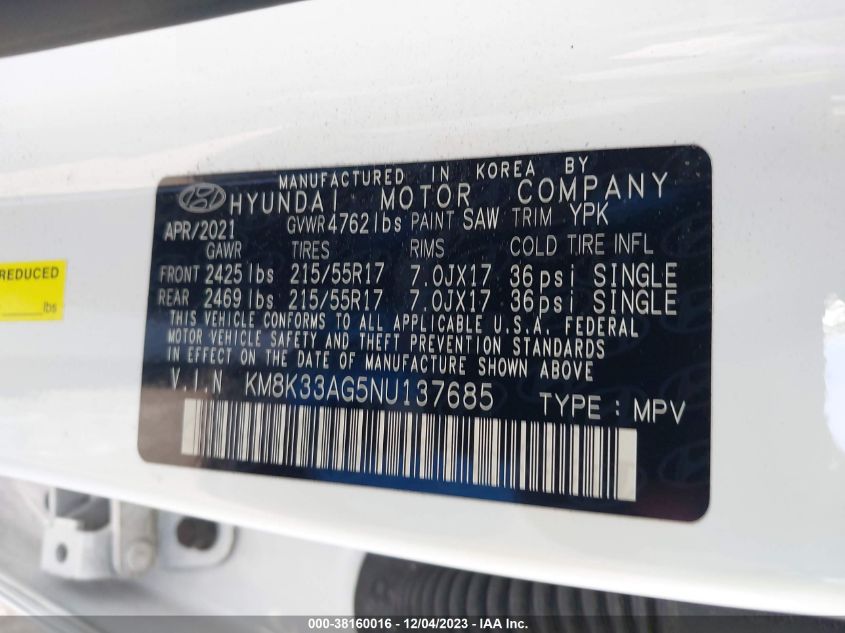 MANUFACTURED IN KOREA BY
HYUNDAI MOTOR COMPANY
APR/2021 GVWR 4762lbs PAINT SAW TRIM YPK
GAWR TIRES RIMS COLD TIRE INFL
FRONT 2425 lbs 215/55R17 7.0JX17 36psi SINGLE
REAR 2469 lbs 215/55R17 7.0JX17 36psi SINGLE
THIS VEHICLE CONFORMS TO ALL APPLICABLE U.S.A. FEDERAL
MOTOR VEHICLE SAFETY AND THEFT PREVENTION STANDARDS
IN EFFECT ON THE DATE OF MANUFACTURE SHOWN ABOVE
V.I.N KM8K33AG5NU137685 TYPE : MPV
REDUCED
lbs
000-38160016 - 12/04/2023 - IAA Inc.